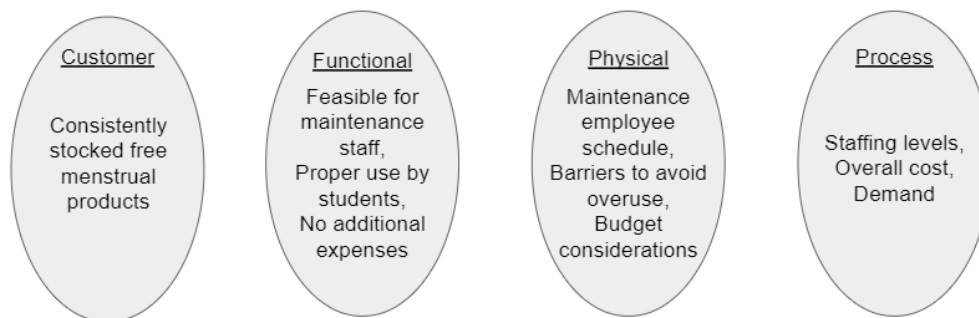 Customer
Consistently
stocked free
menstrual
products
Functional
Feasible for
maintenance
staff,
Proper use by
students,
No additional
expenses
Physical
Maintenance
employee
schedule,
Barriers to avoid
overuse,
Budget
considerations
Process
Staffing levels,
Overall cost,
Demand